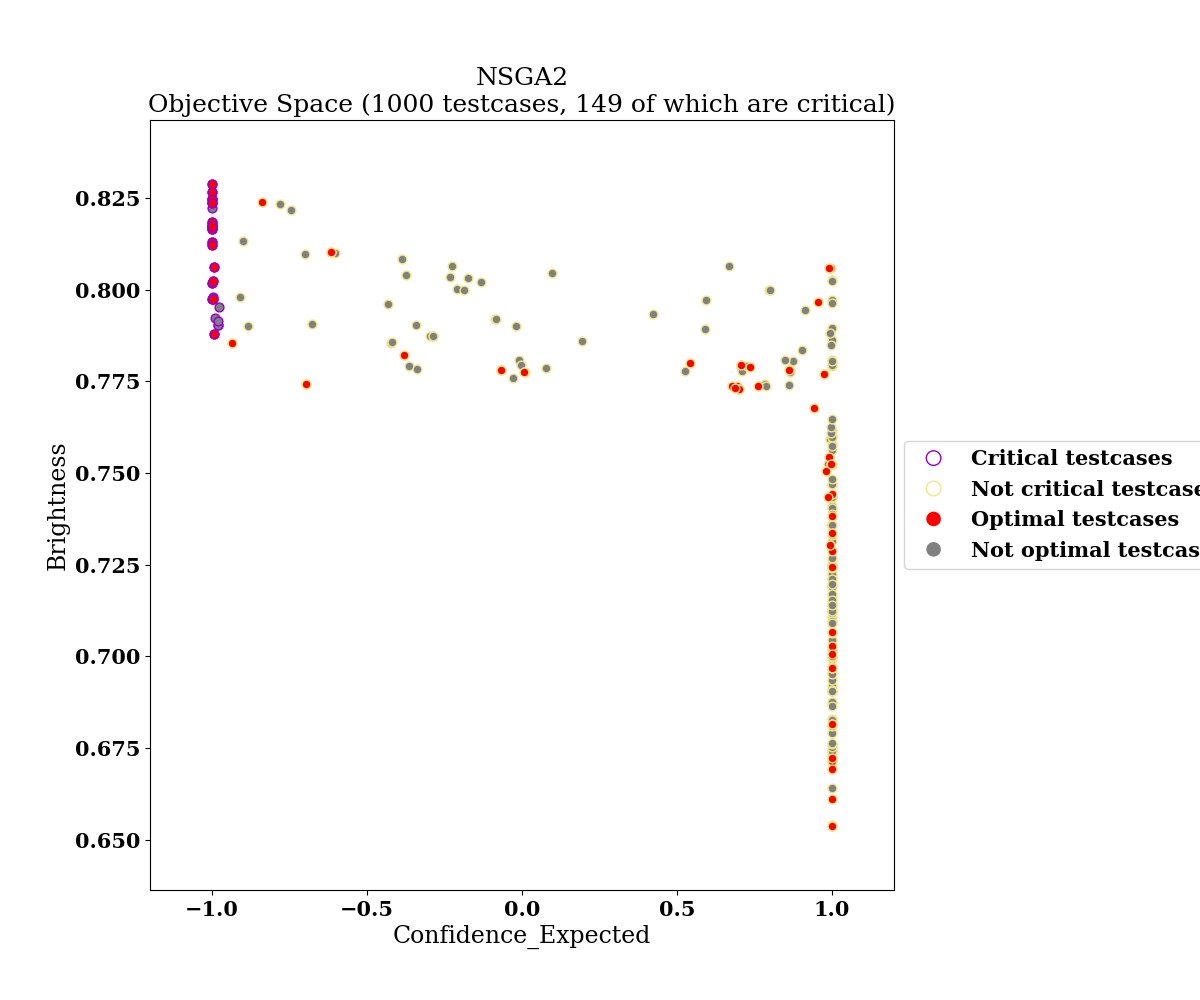 NSGA2
Objective Space (1000 testcases, 149 of which are critical)
0.825
0.800
0.775
0.750
0.725
0.700
0.675
0.650
Brightness
−1.0
−0.5
0.0
0.5
1.0
Confidence_Expected
Critical testcases
Not critical testcase
Optimal testcases
Not optimal testcas